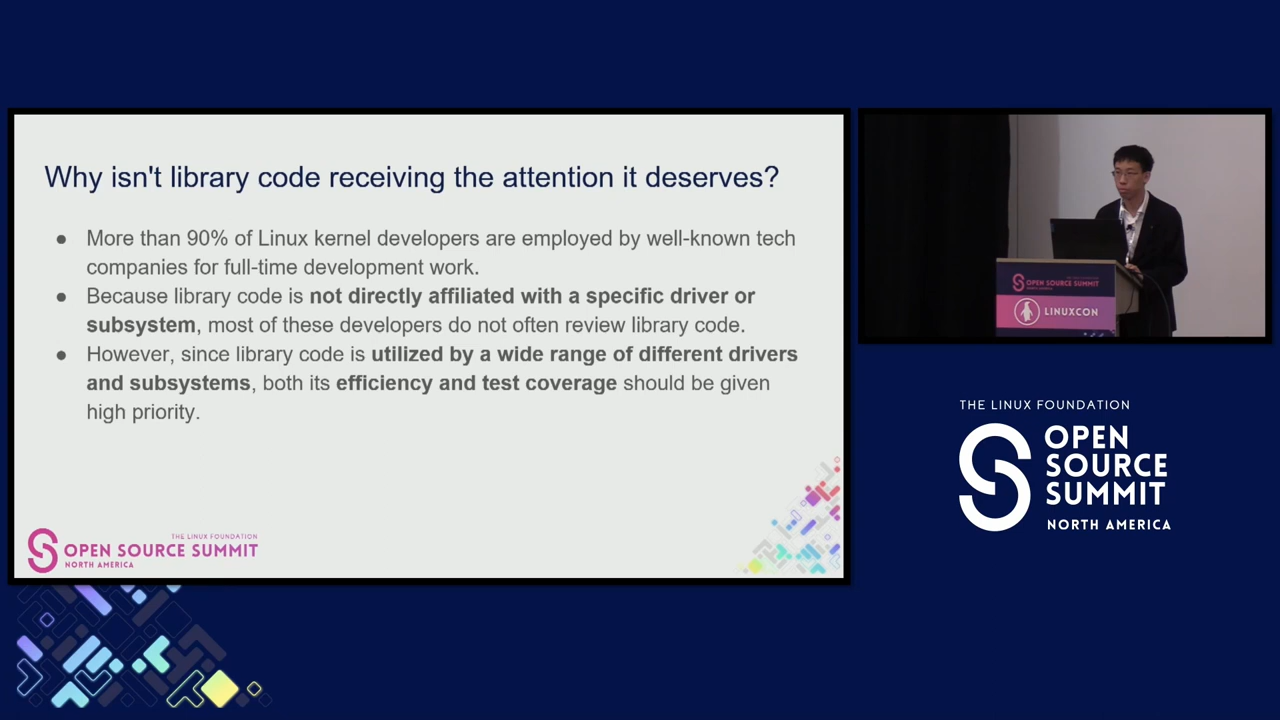 Why isn't library code receiving the attention it deserves?
● More than 90% of Linux kernel developers are employed by well-known tech
companies for full-time development work.
● Because library code is not directly affiliated with a specific driver or
subsystem, most of these developers do not often review library code.
● However, since library code is utilized by a wide range of different drivers
and subsystems, both its efficiency and test coverage should be given
high priority.
THE LINUX FOUNDATION
OPEN SOURCE SUMMIT
NORTH AMERICA
OPEN SOURCE SUMMIT
LINUXCON
THE LINUX FOUNDATION
OPEN
SOURCE
SUMMIT
NORTH AMERICA